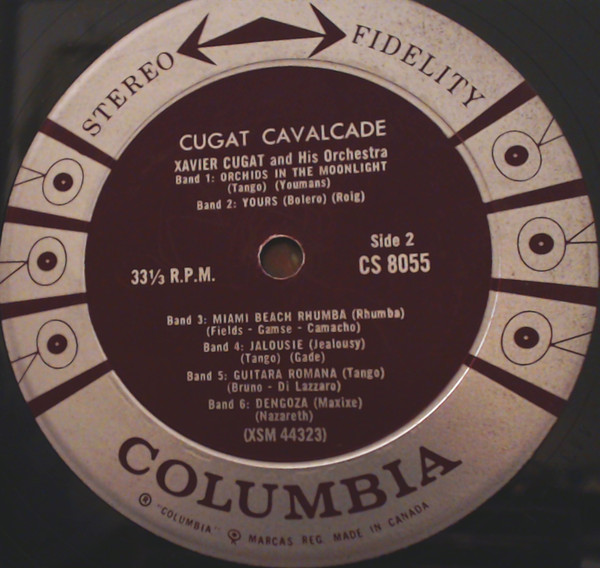 STEREO FIDELITY
CUGAT CAVALCADE
XAVIER CUGAT and His Orchestra
Band 1: ORCHIDS IN THE MOONLIGHT
(Tango) (Youmans)
Band 2: YOURS (Bolero) (Roig)
Side 2
33⅓ R.P.M.
CS 8055
Band 3: MIAMI BEACH RHUMBA (Rhumba)
(Fields - Gamse - Camacho)
Band 4: JALOUSIE (Jealousy)
(Tango) (Gade)
Band 5: GUITARA ROMANA (Tango)
(Bruno - Di Lazzaro)
Band 6: DENGOZA (Maxixe)
(Nazareth)
(XSM 44323)
COLUMBIA
® "COLUMBIA" MARCAS REG. MADE IN CANADA